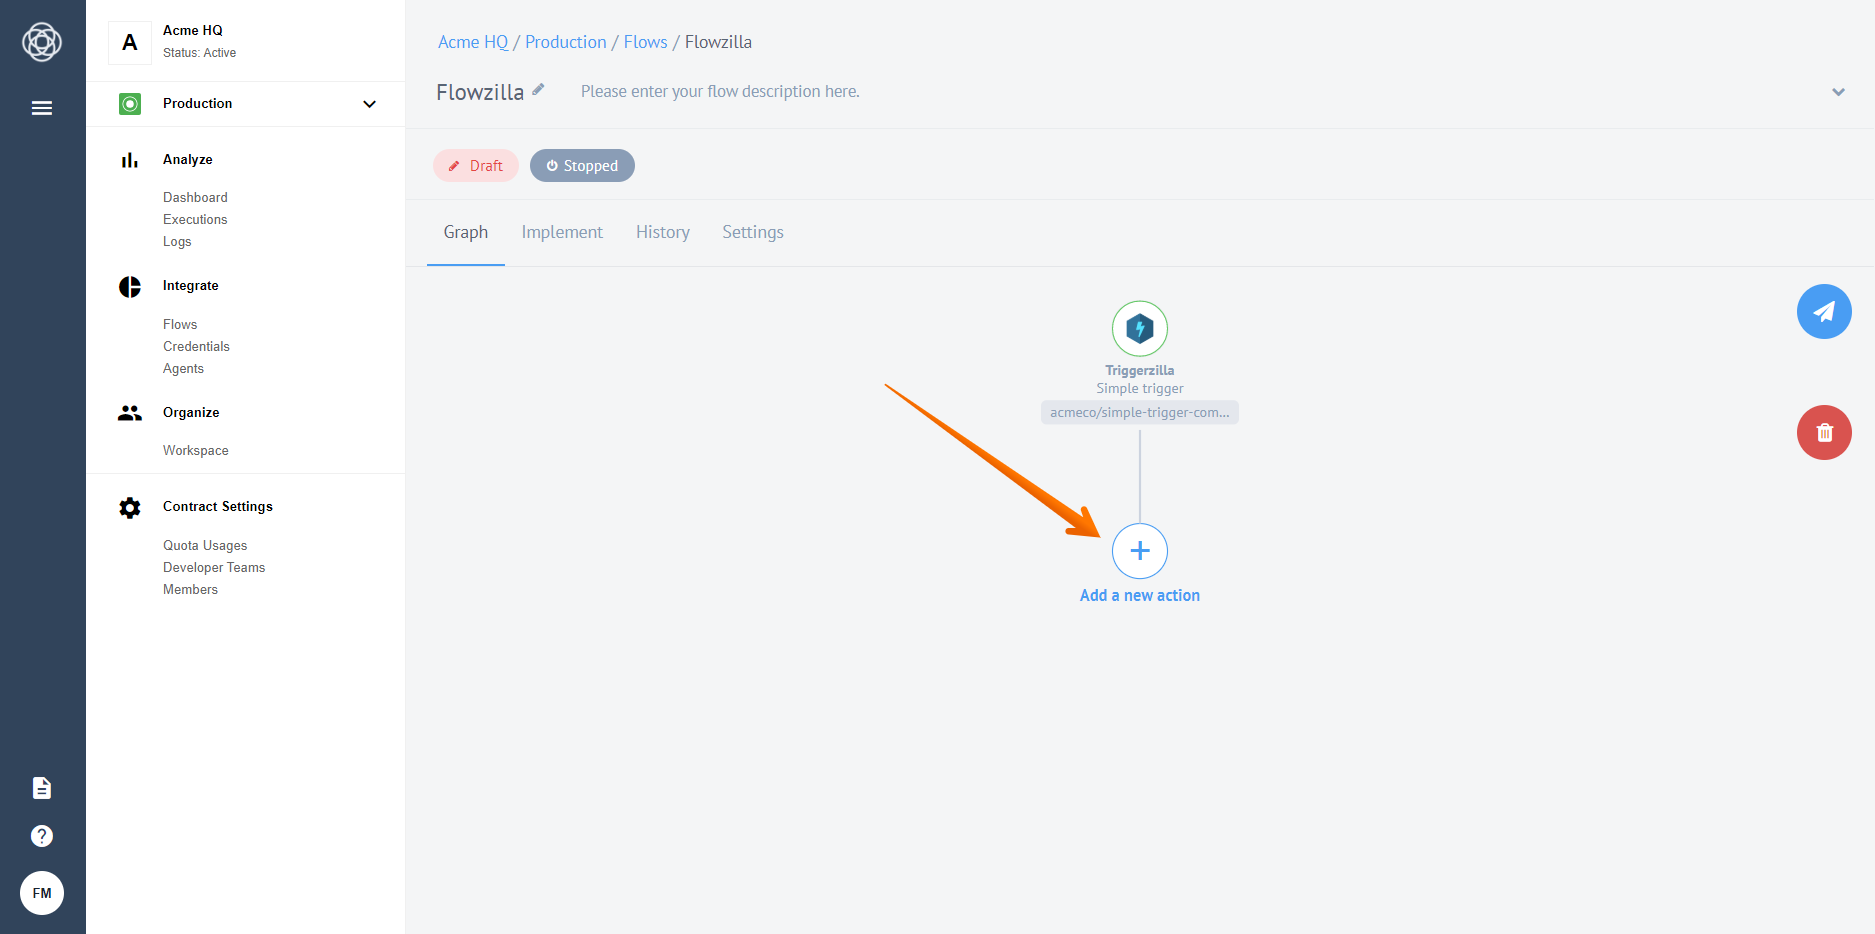 A
Acme HQ
Status: Active
Production
Analyze
Dashboard
Executions
Logs
Integrate
Flows
Credentials
Agents
Organize
Workspace
Contract Settings
Quota Usages
Developer Teams
Members
?
FM
Acme HQ / Production / Flows / Flowzilla
Flowzilla Please enter your flow description here.
Draft Stopped
Graph Implement History Settings
Triggerzilla
Simple trigger
acmeco/simple-trigger-com...
Add a new action